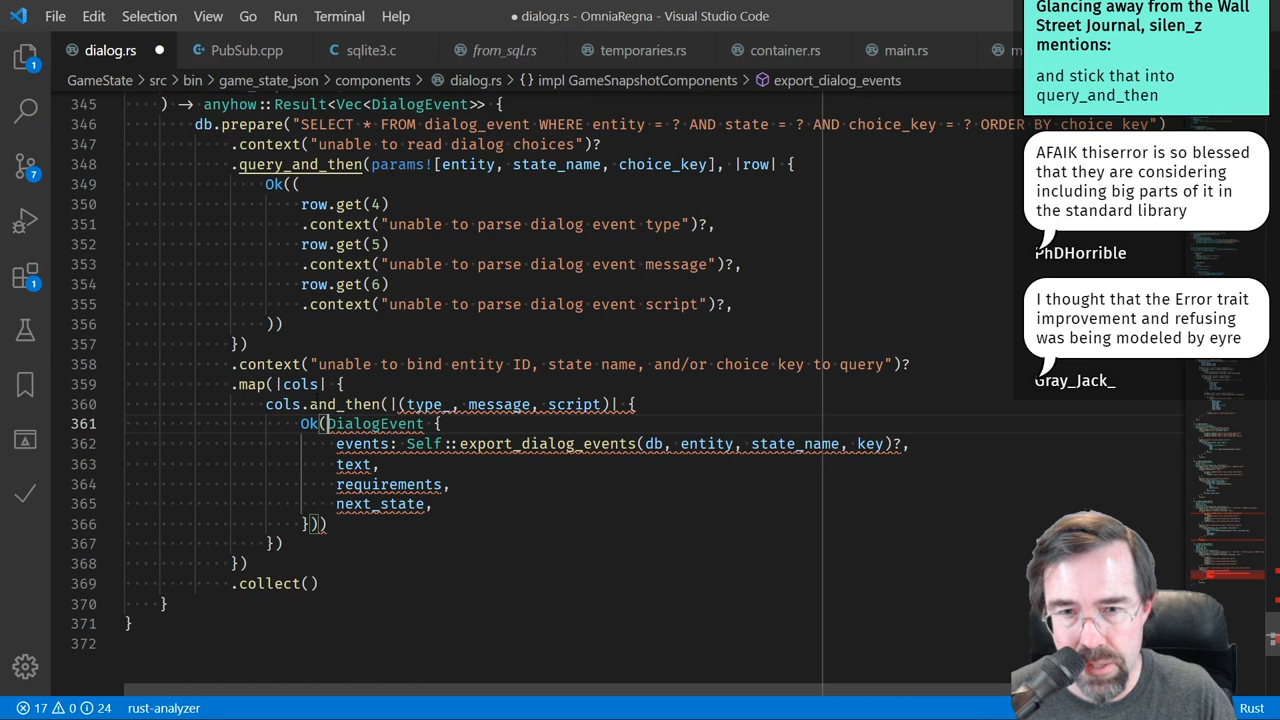 File Edit Selection View Go Run Terminal Help
● dialog.rs - OmniaRegna - Visual Studio Code
dialog.rs PubSub.cpp sqlite3.c from_sql.rs temporaries.rs container.rs main.rs m
GameState > src > bin > game_state_json > components > dialog.rs > {} impl GameSnapshotComponents > export_dialog_events
345 ) -> anyhow::Result<Vec<DialogEvent>> {
346 db.prepare("SELECT * FROM dialog_event WHERE entity = ? AND state = ? AND choice_key = ? ORDER BY choice_key")
347 .context("unable to read dialog choices")?
348 .query_and_then(params![entity, state_name, choice_key], |row| {
349 Ok((
350 row.get(4)
351 .context("unable to parse dialog event type")?,
352 row.get(5)
353 .context("unable to parse dialog event message")?,
354 row.get(6)
355 .context("unable to parse dialog event script")?,
356 ))
357 })
358 .context("unable to bind entity ID, state name, and/or choice key to query")?
359 .map(|cols| {
360 cols.and_then(|(type_, message, script)| {
361 Ok(DialogEvent {
362 events: Self::export_dialog_events(db, entity, state_name, key)?,
363 text,
364 requirements,
365 next_state,
366 }))
367 })
368 })
369 .collect()
370 }
371 }
372
Glancing away from the Wall
Street Journal, silen_z
mentions:
and stick that into
query_and_then
AFAIK thiserror is so blessed
that they are considering
including big parts of it in
the standard library
PhDHorrible
I thought that the Error trait
improvement and refusing
was being modeled by eyre
Gray_Jack_
1
7
1
17 0 24 rust-analyzer
Rust